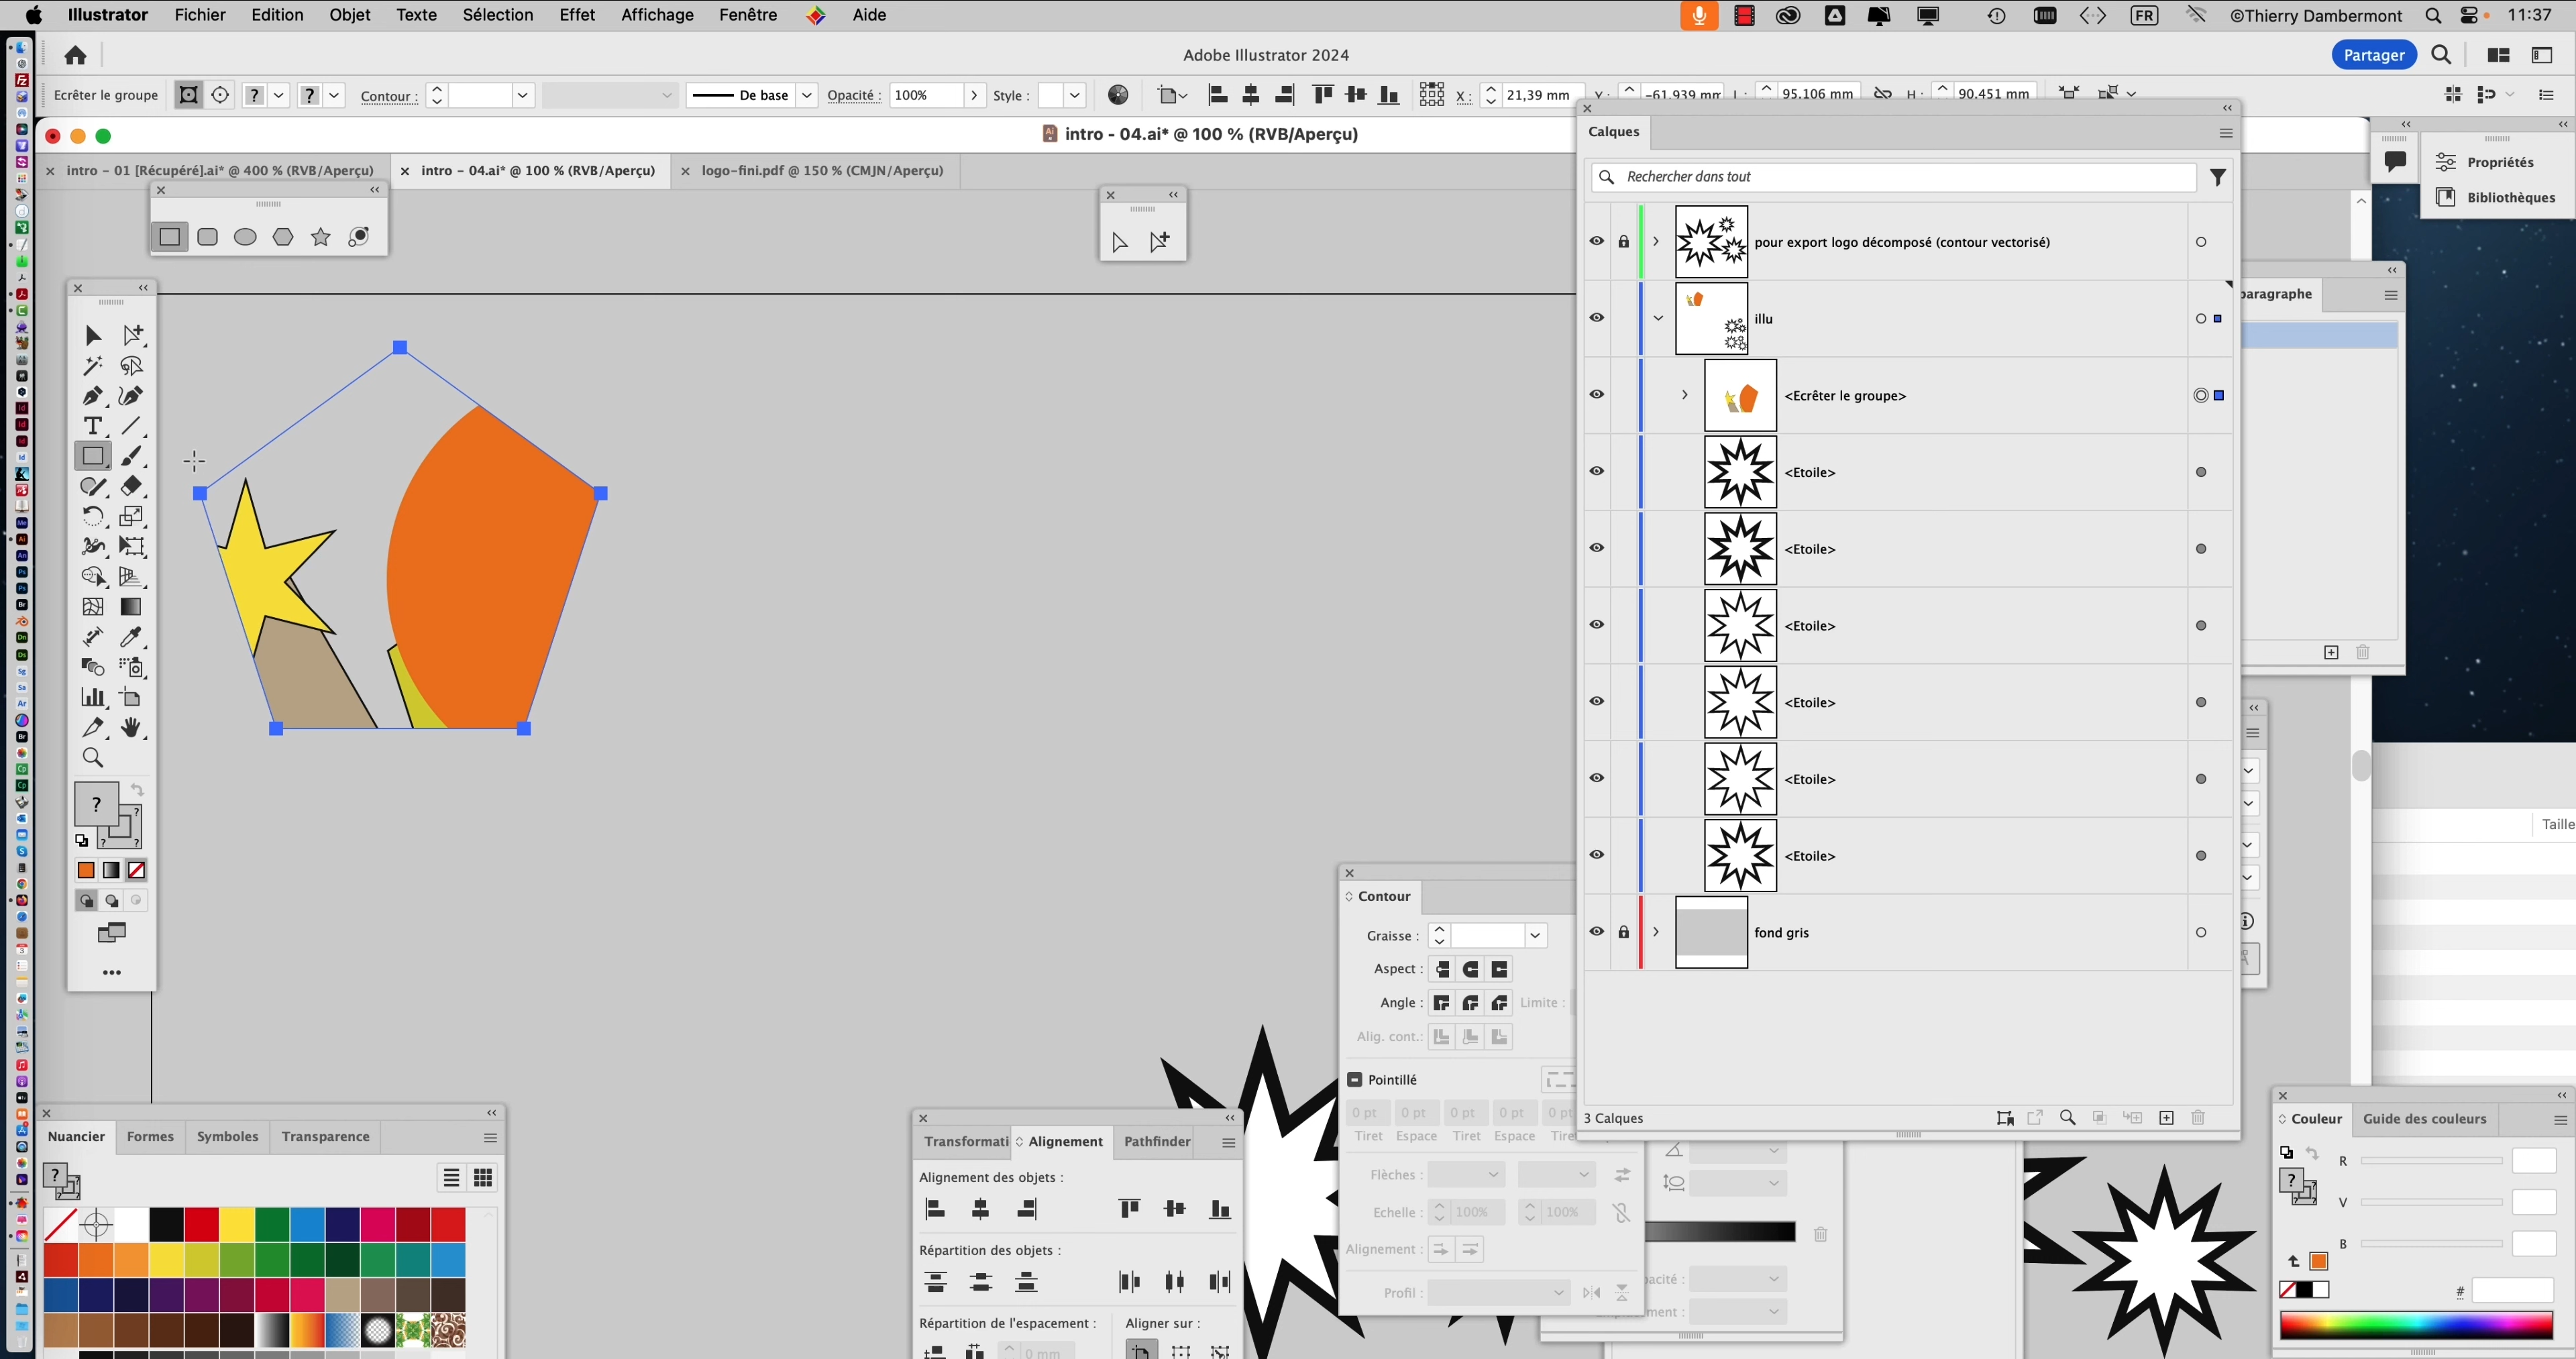 Illustrator Fichier Edition Objet Texte Sélection Effet Affichage Fenêtre Aide FR ©Thierry Dambermont 11:37
Adobe Illustrator 2024 Partager
Ecrêter le groupe ? ? Contour : De base Opacité : 100% Style : X : 21,39 mm -61,939 mm 95,106 mm 90,451 mm
intro - 04.ai* @ 100 % (RVB/Aperçu)
intro - 01 [Récupéré].ai* @ 400 % (RVB/Aperçu) intro - 04.ai* @ 100 % (RVB/Aperçu) logo-fini.pdf @ 150 % (CMJN/Aperçu)
Calques
Rechercher dans tout
Propriétés
Bibliothèques
pour export logo décomposé (contour vectorisé)
paragraphe
illu
<Ecrêter le groupe>
<Etoile>
<Etoile>
<Etoile>
<Etoile>
<Etoile>
<Etoile>
fond gris
3 Calques
Taille
Contour
Graisse :
Aspect :
Angle : Limite :
Alig. cont.:
Pointillé
0 pt 0 pt 0 pt 0 pt 0 pt
Tiret Espace Tiret Espace Tire
Flèches :
Echelle : 100% 100%
Alignement :
Profil :
Nuancier Formes Symboles Transparence
Transformati Alignement Pathfinder
Alignement des objets :
Répartition des objets :
Répartition de l'espacement : Aligner sur :
0 mm
Couleur Guide des couleurs
R
V
B
#